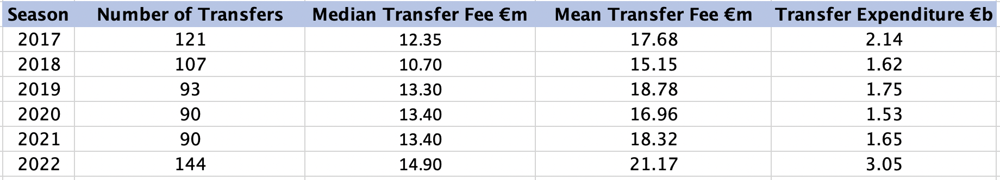 Season Number of Transfers Median Transfer Fee €m Mean Transfer Fee €m Transfer Expenditure €b
2017 121 12.35 17.68 2.14
2018 107 10.70 15.15 1.62
2019 93 13.30 18.78 1.75
2020 90 13.40 16.96 1.53
2021 90 13.40 18.32 1.65
2022 144 14.90 21.17 3.05